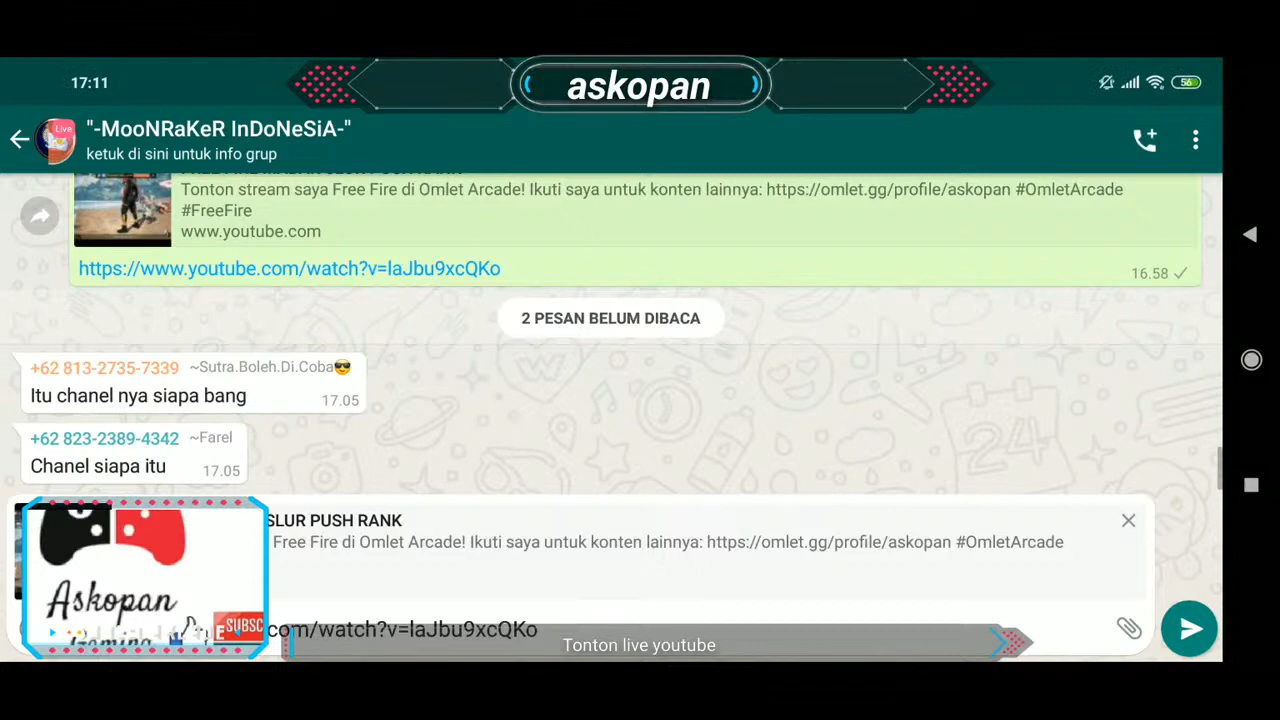 17:11
askopan
56
Live
"-MooNRaKeR InDoNeSiA-"
ketuk di sini untuk info grup
Tonton stream saya Free Fire di Omlet Arcade! Ikuti saya untuk konten lainnya: https://omlet.gg/profile/askopan #OmletArcade
#FreeFire
www.youtube.com
https://www.youtube.com/watch?v=laJbu9xcQKo
16.58
2 PESAN BELUM DIBACA
+62 813-2735-7339 ~Sutra.Boleh.Di.Coba😎
Itu chanel nya siapa bang
17.05
+62 823-2389-4342 ~Farel
Chanel siapa itu
17.05
SLUR PUSH RANK
Free Fire di Omlet Arcade! Ikuti saya untuk konten lainnya: https://omlet.gg/profile/askopan #OmletArcade
Askopan
Gaming
SUBSC
com/watch?v=laJbu9xcQKo
Tonton live youtube